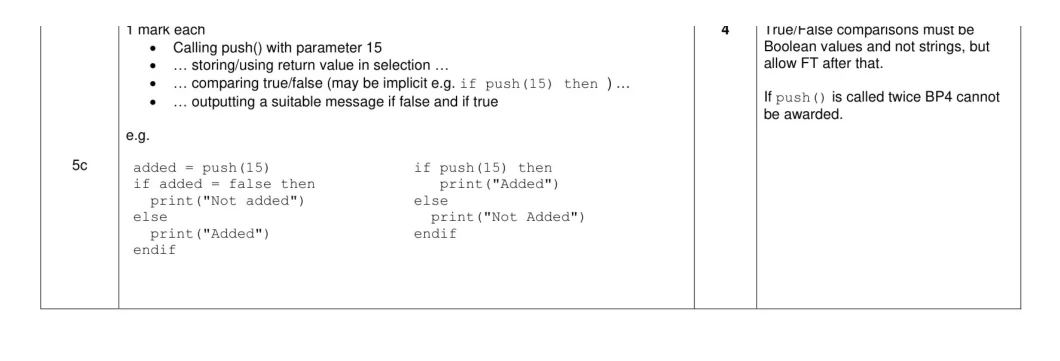 1 mark each
• Calling push() with parameter 15
• … storing/using return value in selection …
• … comparing true/false (may be implicit e.g. if push(15) then ) …
• … outputting a suitable message if false and if true
e.g.
5c
added = push(15)
if added = false then
print("Not added")
else
print("Added")
endif
if push(15) then
print("Added")
else
print("Not Added")
endif
4
True/False comparisons must be
Boolean values and not strings, but
allow FT after that.
If push() is called twice BP4 cannot
be awarded.